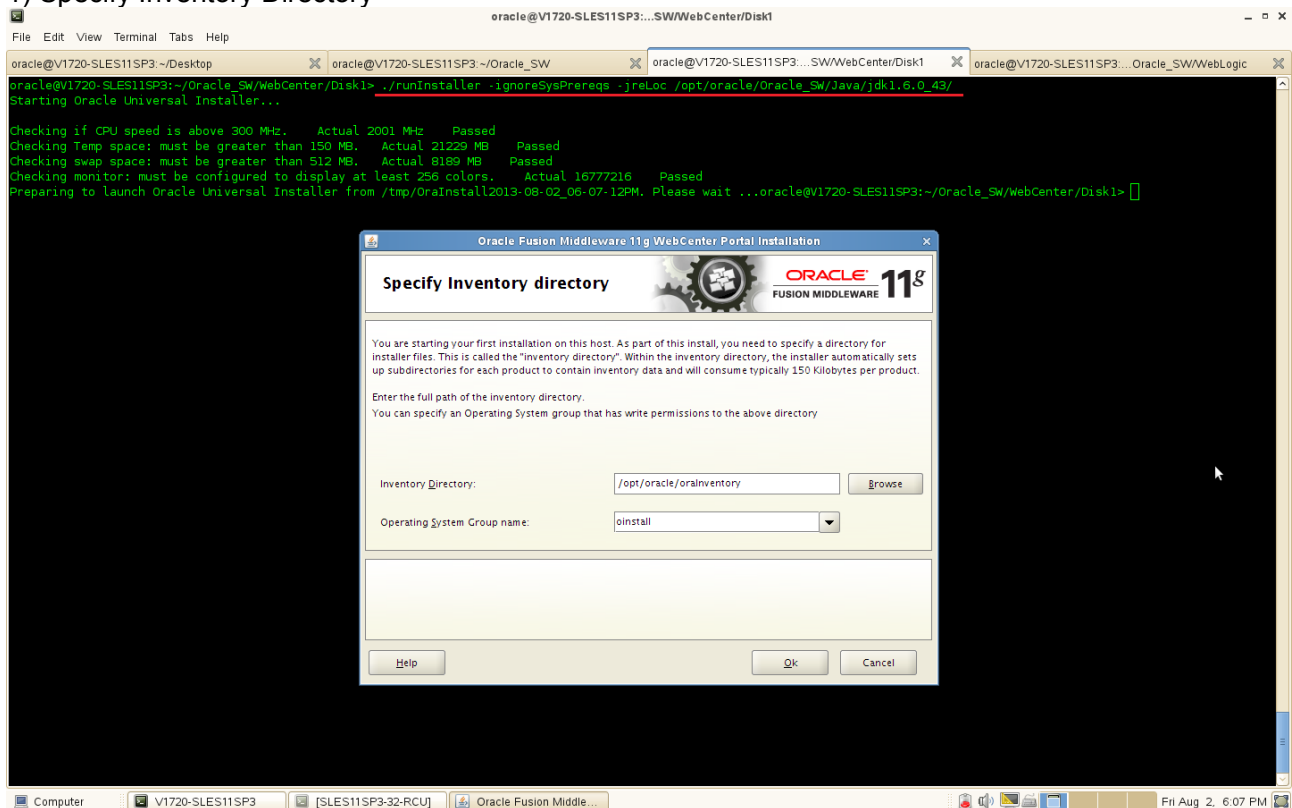 1) Specify Inventory Directory
oracle@V1720-SLES11SP3:...SW/WebCenter/Disk1
File Edit View Terminal Tabs Help
oracle@V1720-SLES11SP3:~/Desktop oracle@V1720-SLES11SP3:~/Oracle_SW oracle@V1720-SLES11SP3:...SW/WebCenter/Disk1 oracle@V1720-SLES11SP3:...Oracle_SW/WebLogic
oracle@V1720-SLES11SP3:~/Oracle_SW/WebCenter/Disk1> ./runInstaller -ignoreSysPrereqs -jreLoc /opt/oracle/Oracle_SW/Java/jdk1.6.0_43/
Starting Oracle Universal Installer...
Checking if CPU speed is above 300 MHz. Actual 2001 MHz Passed
Checking Temp space: must be greater than 150 MB. Actual 21229 MB Passed
Checking swap space: must be greater than 512 MB. Actual 8189 MB Passed
Checking monitor: must be configured to display at least 256 colors. Actual 16777216 Passed
Preparing to launch Oracle Universal Installer from /tmp/OraInstall2013-08-02_06-07-12PM. Please wait ...oracle@V1720-SLES11SP3:~/Oracle_SW/WebCenter/Disk1>
Oracle Fusion Middleware 11g WebCenter Portal Installation
Specify Inventory directory
ORACLE
FUSION MIDDLEWARE 11g
You are starting your first installation on this host. As part of this install, you need to specify a directory for
installer files. This is called the "inventory directory". Within the inventory directory, the installer automatically sets
up subdirectories for each product to contain inventory data and will consume typically 150 Kilobytes per product.
Enter the full path of the inventory directory.
You can specify an Operating System group that has write permissions to the above directory
Inventory Directory: /opt/oracle/oraInventory Browse
Operating System Group name: oinstall
Help Ok Cancel
Computer V1720-SLES11SP3 [SLES11SP3-32-RCU] Oracle Fusion Middle... Fri Aug 2, 6:07 PM